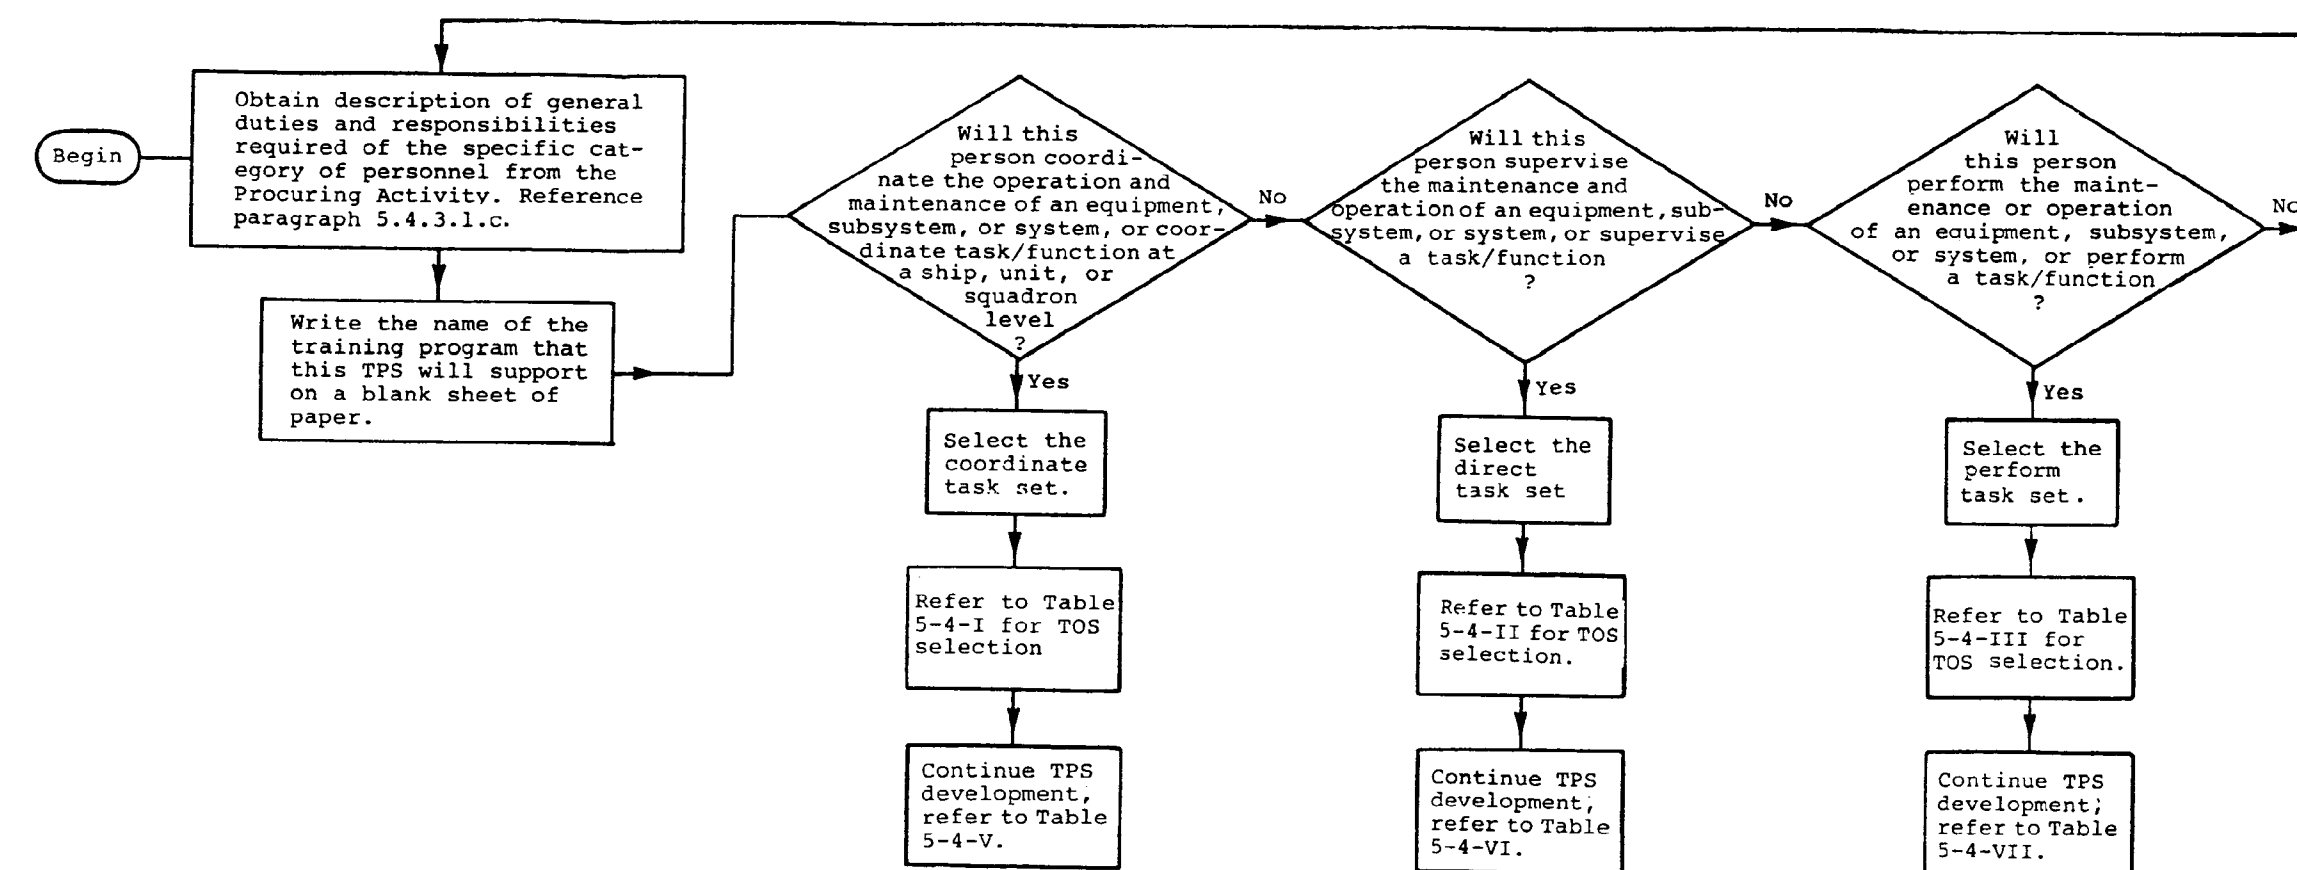 Begin
Obtain description of general
duties and responsibilities
required of the specific cat-
egory of personnel from the
Procuring Activity. Reference
paragraph 5.4.3.1.c.
Write the name of the
training program that
this TPS will support
on a blank sheet of
paper.
Will this
person coordi-
nate the operation and
maintenance of an equipment,
subsystem, or system, or coor-
dinate task/function at
a ship, unit, or
squadron
level
?
No
Yes
Select the
coordinate
task set.
Refer to Table
5-4-I for TOS
selection
Continue TPS
development,
refer to Table
5-4-V.
Will this
person supervise
the maintenance and
operation of an equipment, sub-
system, or system, or supervise
a task/function
?
No
Yes
Select the
direct
task set
Refer to Table
5-4-II for TOS
selection.
Continue TPS
development,
refer to Table
5-4-VI.
Will
this person
perform the maint-
enance or operation
of an equipment, subsystem,
or system, or perform
a task/function
?
No
Yes
Select the
perform
task set.
Refer to Table
5-4-III for
TOS selection.
Continue TPS
development;
refer to Table
5-4-VII.